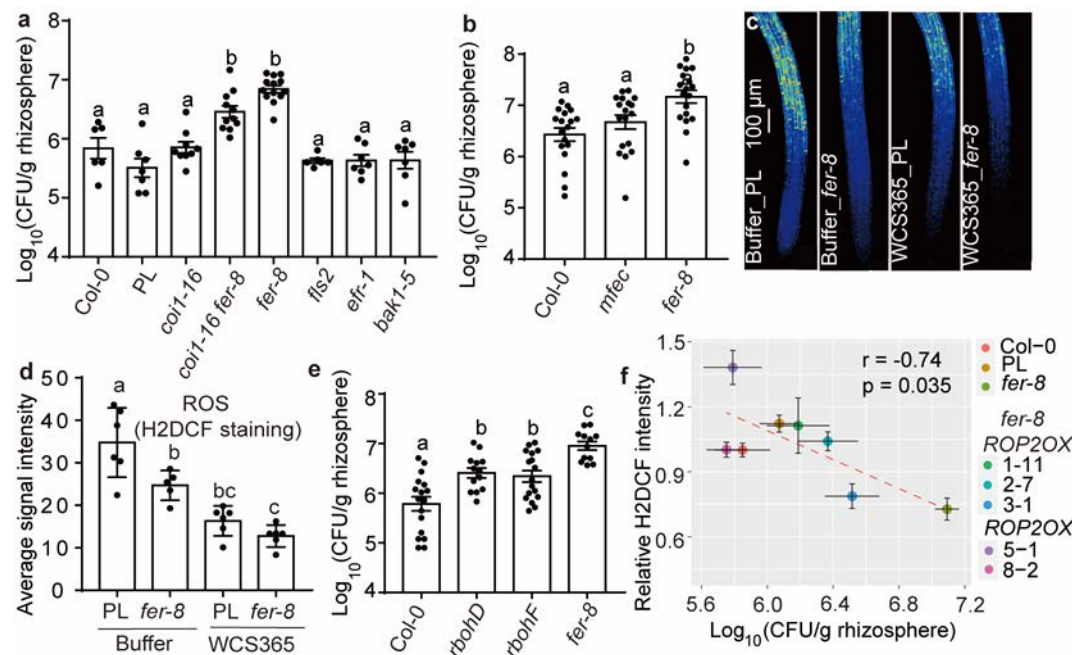 a
Log10(CFU/g rhizosphere)
8
7
6
5
4
a
a
a
b
b
a
a
a
Col-0
PL
coi1-16
coi1-16 fer-8
fer-8
fls2
efr-1
bak1-5
b
Log10(CFU/g rhizosphere)
8
7
6
5
4
a
a
b
Col-0
mfec
fer-8
c
Buffer_PL 100 µm
Buffer_fer-8
WCS365_PL
WCS365_fer-8
d
Average signal intensity
50
40
30
20
10
0
ROS
(H2DCF staining)
a
b
bc
c
PL fer-8 PL fer-8
Buffer WCS365
e
Log10(CFU/g rhizosphere)
8
7
6
5
4
a
b
b
c
Col-0
rbohD
rbohF
fer-8
f
Relative H2DCF intensity
1.5
1.2
0.9
0.6
r = -0.74
p = 0.035
5.6 6.0 6.4 6.8 7.2
Log10(CFU/g rhizosphere)
Col-0
PL
fer-8
fer-8
ROP2OX
1-11
2-7
3-1
ROP2OX
5-1
8-2